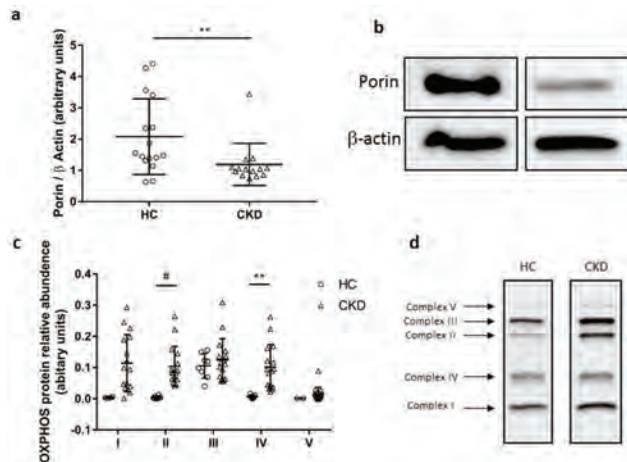 a
**
Porin / β Actin (arbitrary units)
5
4
3
2
1
0
HC
CKD
b
Porin
β-actin
c
OXPHOS protein relative abundance
(abitary units)
0.4
0.3
0.2
0.1
0.0
-0.1
#
**
HC
CKD
I
II
III
IV
V
d
HC
CKD
Complex V
Complex III
Complex II
Complex IV
Complex I